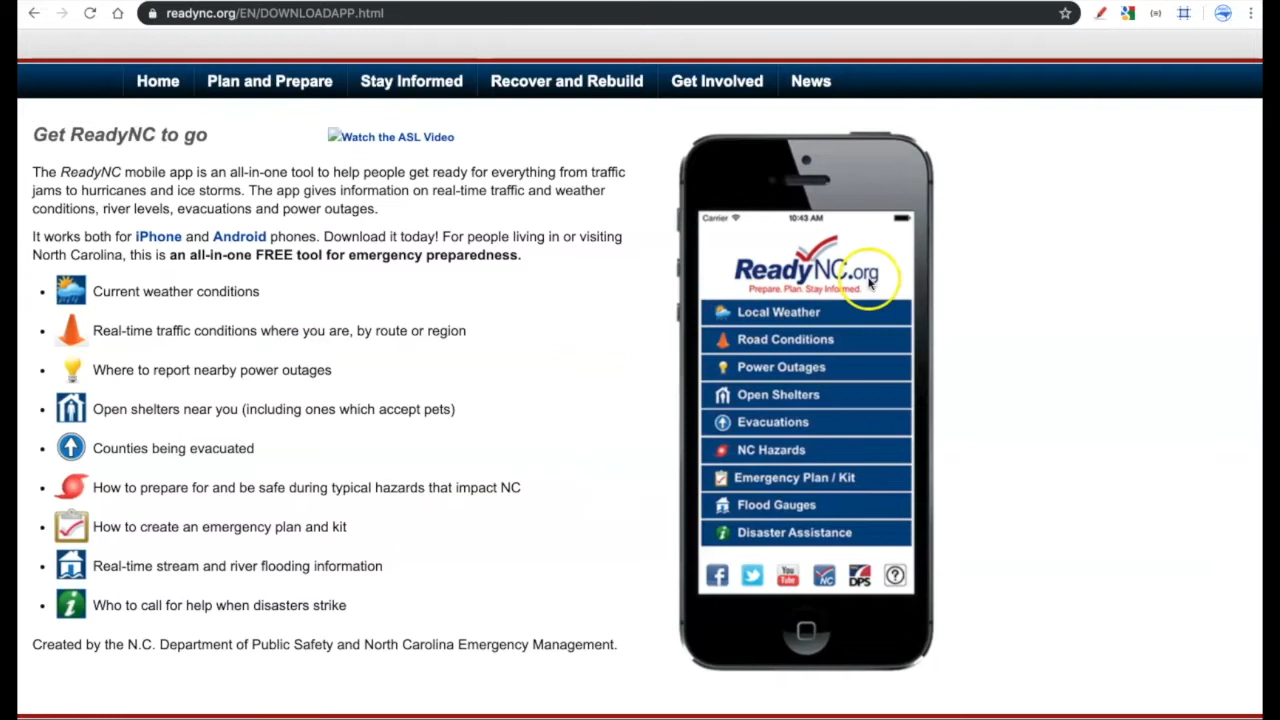 readync.org/EN/DOWNLOADAPP.html
Home Plan and Prepare Stay Informed Recover and Rebuild Get Involved News
Get ReadyNC to go
Watch the ASL Video
The ReadyNC mobile app is an all-in-one tool to help people get ready for everything from traffic
jams to hurricanes and ice storms. The app gives information on real-time traffic and weather
conditions, river levels, evacuations and power outages.
It works both for iPhone and Android phones. Download it today! For people living in or visiting
North Carolina, this is an all-in-one FREE tool for emergency preparedness.
Current weather conditions
Real-time traffic conditions where you are, by route or region
Where to report nearby power outages
Open shelters near you (including ones which accept pets)
Counties being evacuated
How to prepare for and be safe during typical hazards that impact NC
How to create an emergency plan and kit
Real-time stream and river flooding information
Who to call for help when disasters strike
Created by the N.C. Department of Public Safety and North Carolina Emergency Management.
Carrier 10:43 AM
ReadyNC.org
Prepare. Plan. Stay Informed.
Local Weather
Road Conditions
Power Outages
Open Shelters
Evacuations
NC Hazards
Emergency Plan / Kit
Flood Gauges
Disaster Assistance
You Tube NC DPS ?